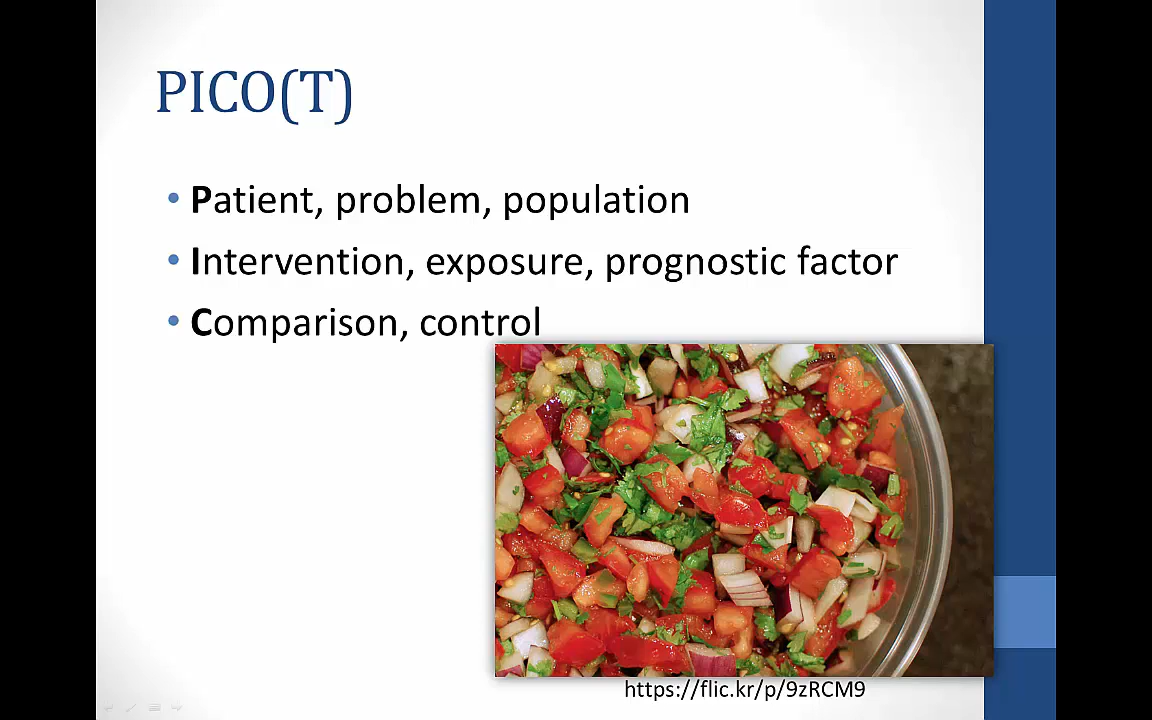 PICO(T)
• Patient, problem, population
• Intervention, exposure, prognostic factor
• Comparison, control
https://flic.kr/p/9zRCM9